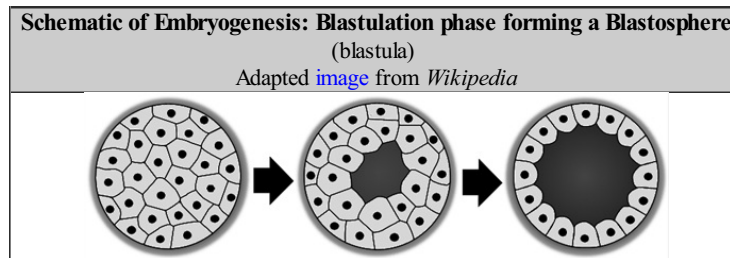 Schematic of Embryogenesis: Blastulation phase forming a Blastosphere
(blastula)
Adapted image from Wikipedia